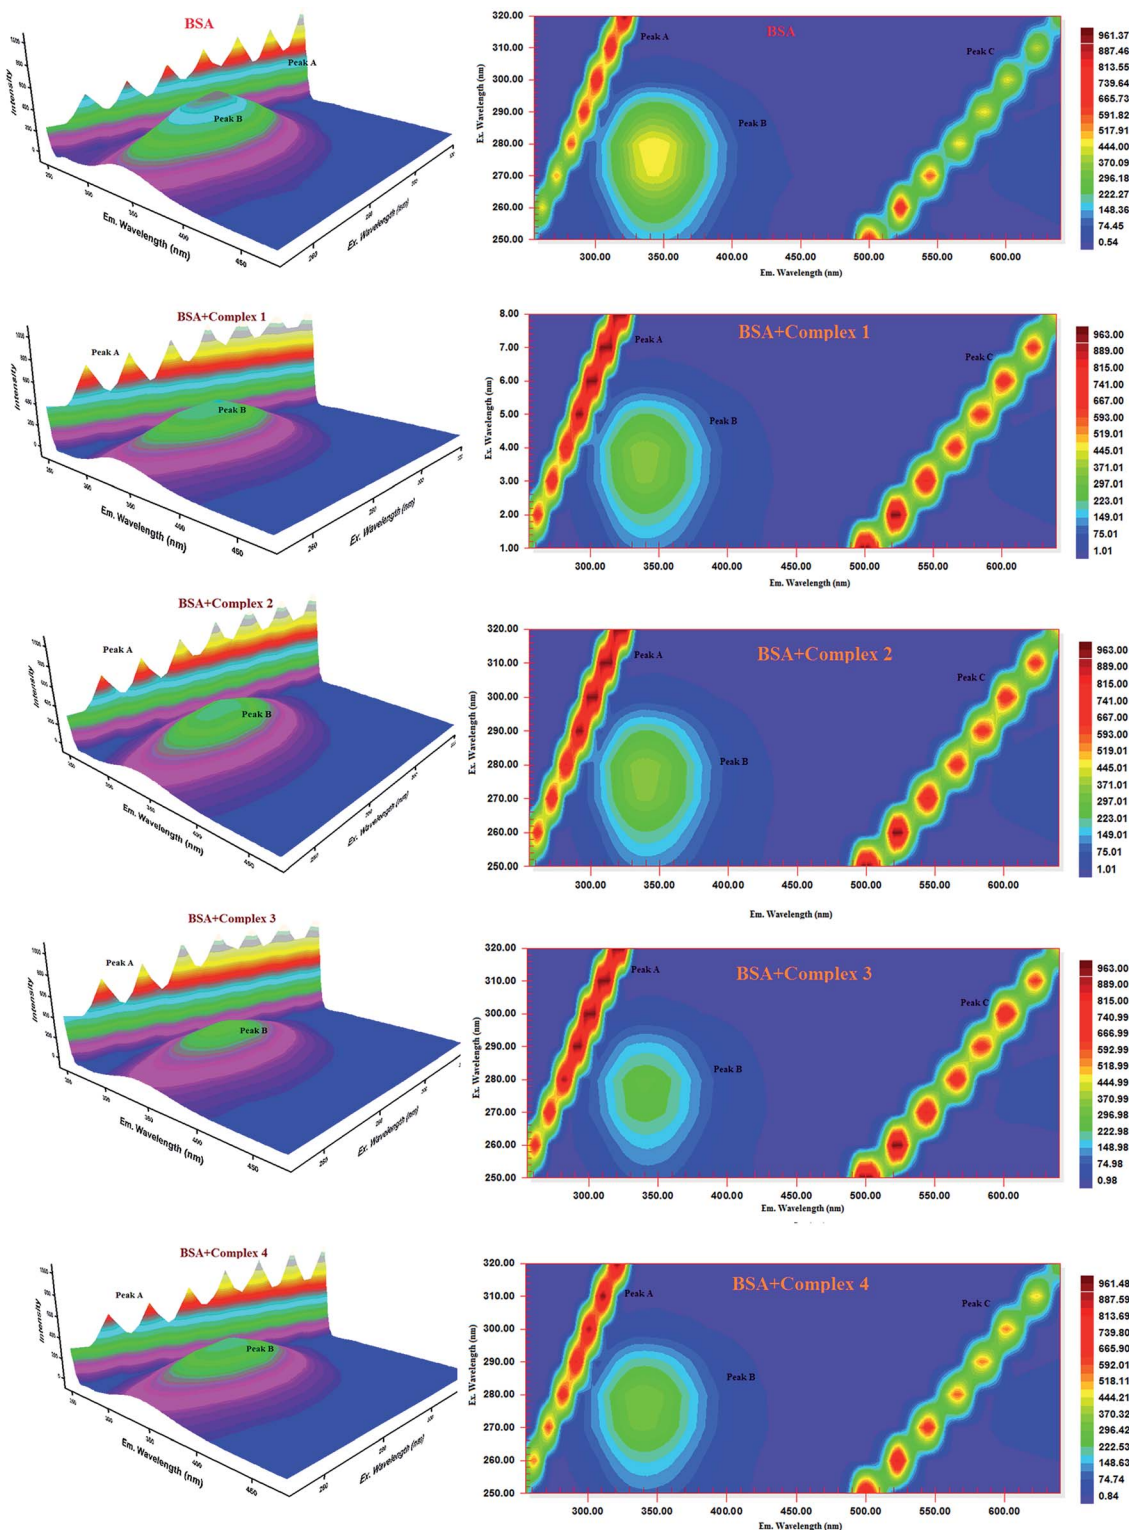 BSA
Peak A
Peak B
Intensity
Em. Wavelength (nm)
Ex. Wavelength (nm)
250
300
350
400
450
BSA
Peak A
Peak B
Peak C
Ex. Wavelength (nm)
320.00
310.00
300.00
290.00
280.00
270.00
260.00
250.00
300.00 350.00 400.00 450.00 500.00 550.00 600.00
Em. Wavelength (nm)
961.37
887.46
813.55
739.64
665.73
591.82
517.91
444.00
370.09
296.18
222.27
148.36
74.45
0.54
BSA+Complex 1
Peak A
Peak B
Intensity
Em. Wavelength (nm)
Ex. Wavelength (nm)
BSA+Complex 1
Peak A
Peak B
Peak C
Ex. Wavelength (nm)
8.00
7.00
6.00
5.00
4.00
3.00
2.00
1.00
300.00 350.00 400.00 450.00 500.00 550.00 600.00
Em. Wavelength (nm)
963.00
889.00
815.00
741.00
667.00
593.00
519.01
445.01
371.01
297.01
223.01
149.01
75.01
1.01
BSA+Complex 2
Peak A
Peak B
Intensity
Em. Wavelength (nm)
Ex. Wavelength (nm)
BSA+Complex 2
Peak A
Peak B
Peak C
Ex. Wavelength (nm)
320.00
310.00
300.00
290.00
280.00
270.00
260.00
250.00
300.00 350.00 400.00 450.00 500.00 550.00 600.00
Em. Wavelength (nm)
963.00
889.00
815.00
741.00
667.00
593.00
519.01
445.01
371.01
297.01
223.01
149.01
75.01
1.01
BSA+Complex 3
Peak A
Peak B
Intensity
Em. Wavelength (nm)
Ex. Wavelength (nm)
BSA+Complex 3
Peak A
Peak B
Peak C
Ex. Wavelength (nm)
320.00
310.00
300.00
290.00
280.00
270.00
260.00
250.00
300.00 350.00 400.00 450.00 500.00 550.00 600.00
Em. Wavelength (nm)
963.00
889.00
815.00
740.99
666.99
592.99
518.99
444.99
370.99
296.98
222.98
148.98
74.98
0.98
BSA+Complex 4
Peak A
Peak B
Intensity
Em. Wavelength (nm)
Ex. Wavelength (nm)
BSA+Complex 4
Peak A
Peak B
Peak C
Ex. Wavelength (nm)
320.00
310.00
300.00
290.00
280.00
270.00
260.00
250.00
300.00 350.00 400.00 450.00 500.00 550.00 600.00
Em. Wavelength (nm)
961.48
887.59
813.69
739.80
665.90
592.01
518.11
444.21
370.32
296.42
222.53
148.63
74.74
0.84